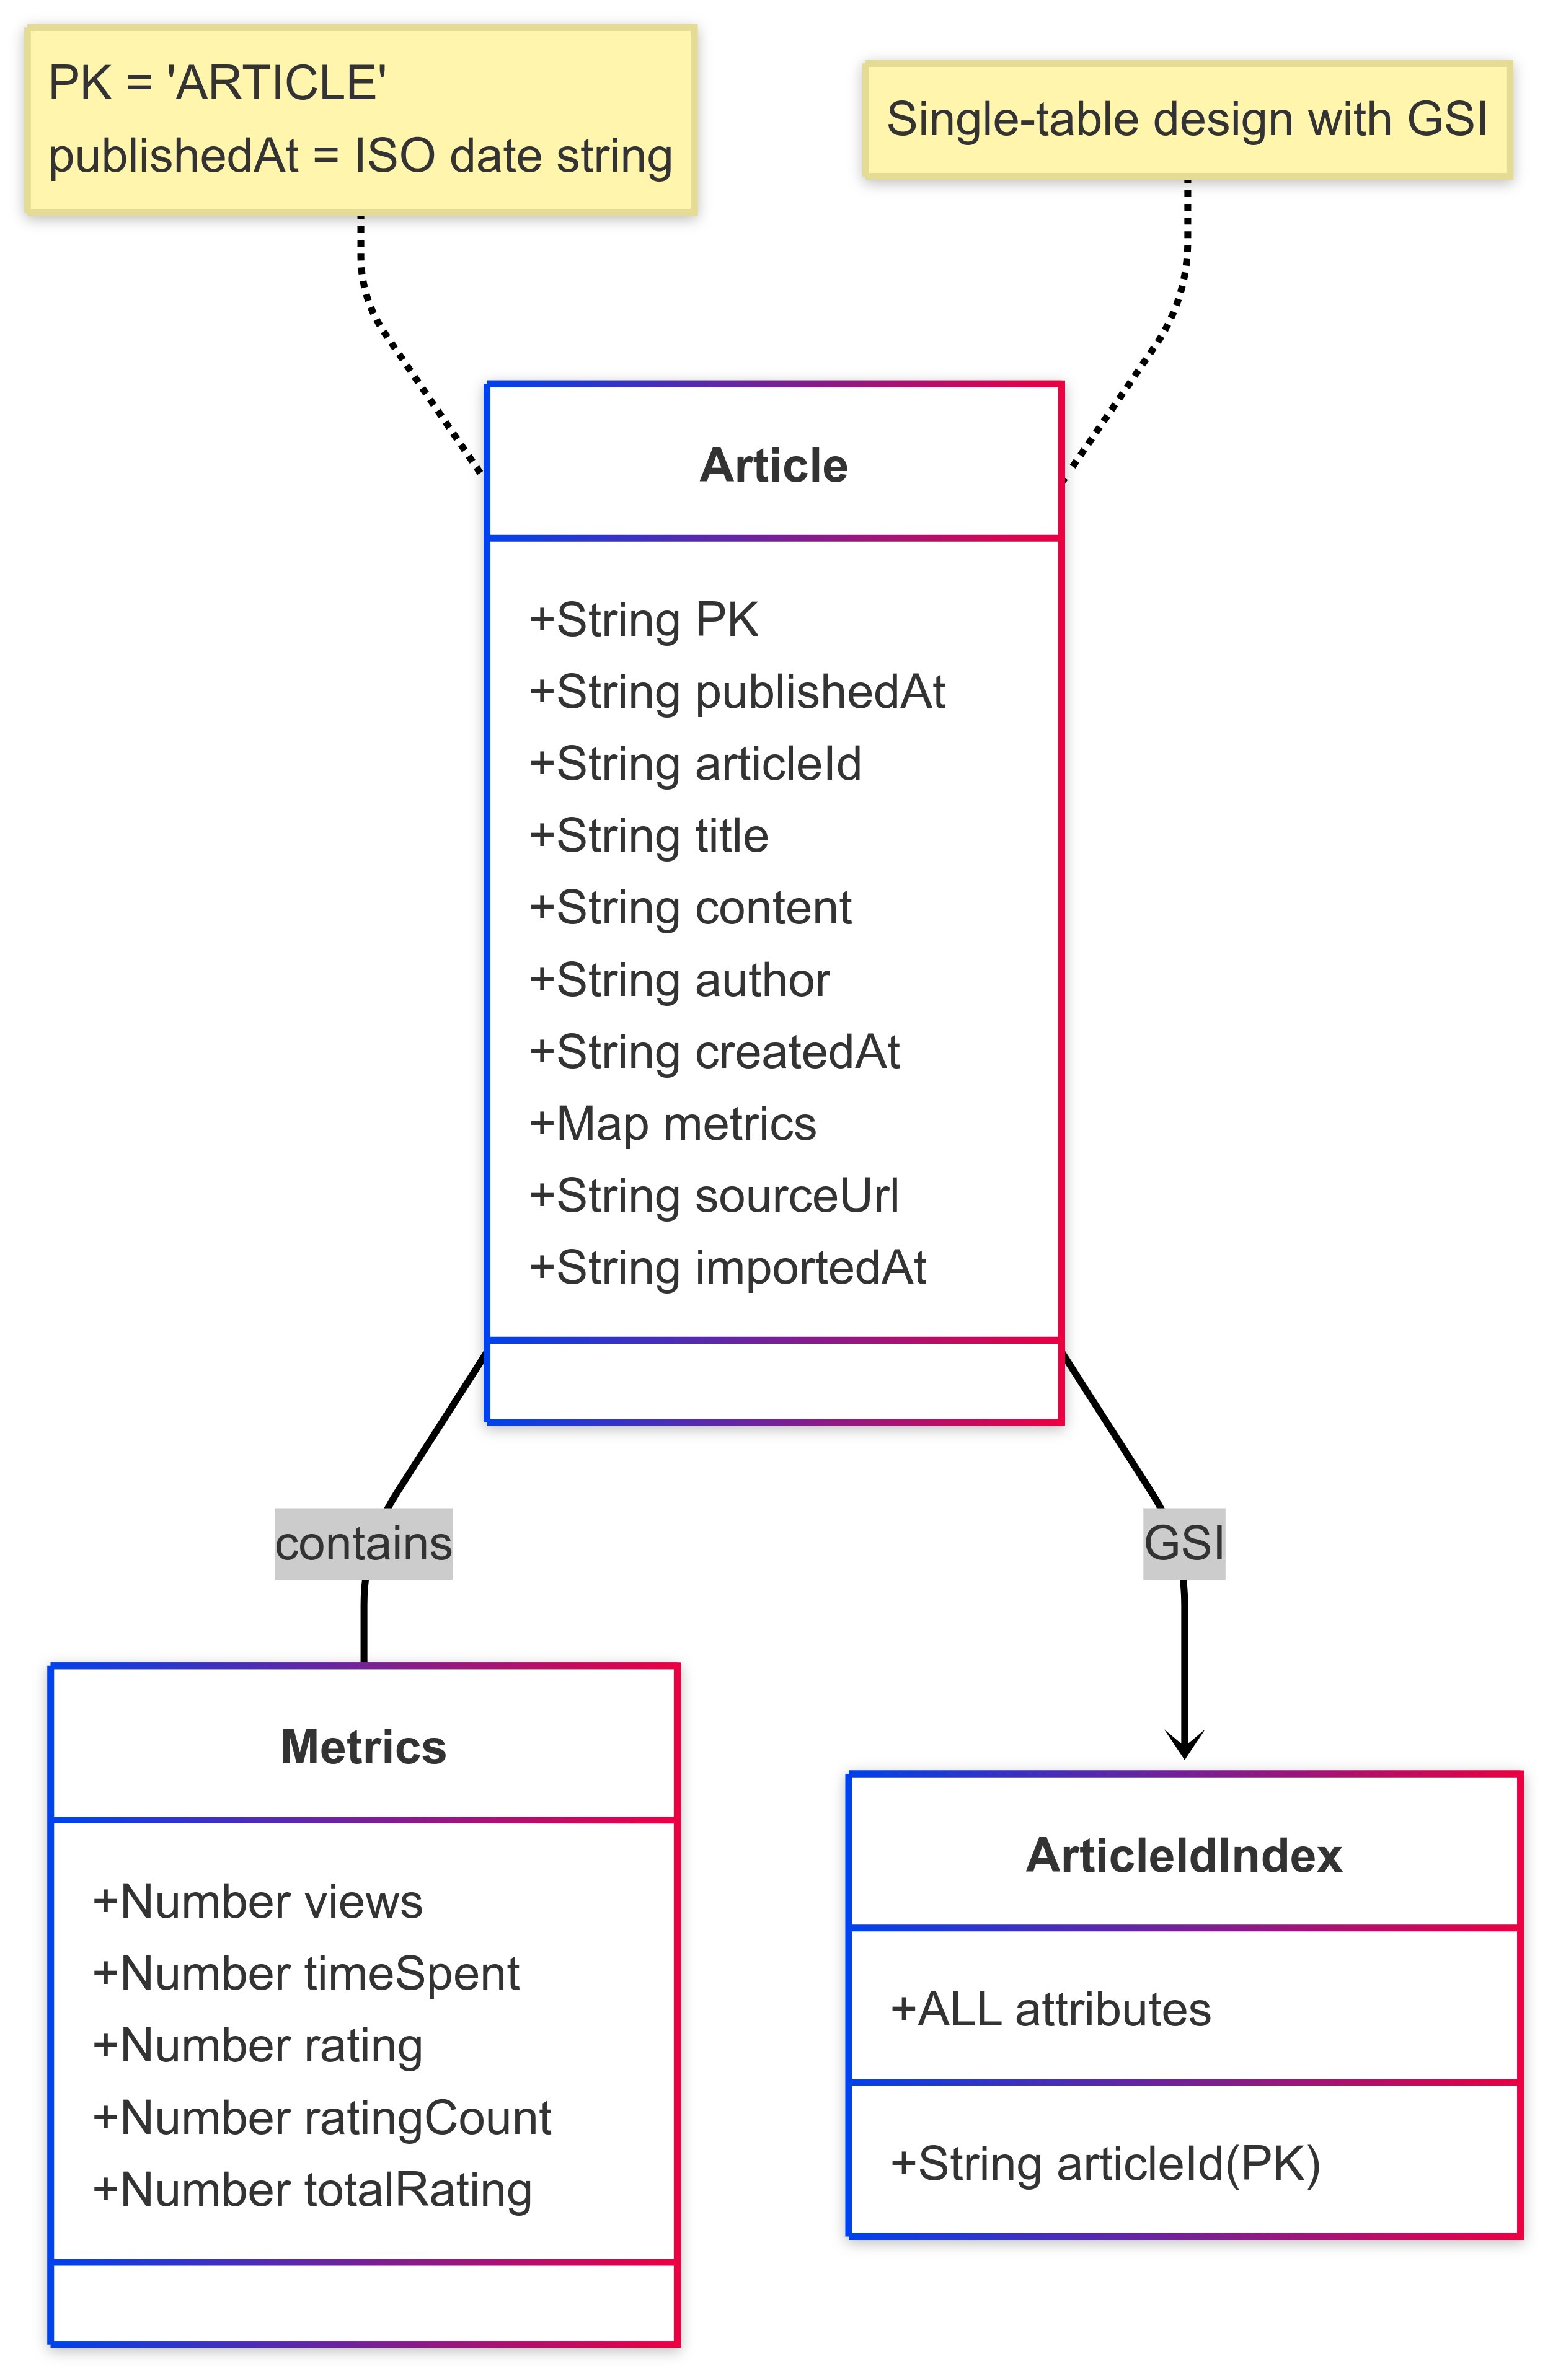 PK = 'ARTICLE'
publishedAt = ISO date string
Single-table design with GSI
Article
+String PK
+String publishedAt
+String articleId
+String title
+String content
+String author
+String createdAt
+Map metrics
+String sourceUrl
+String importedAt
contains
GSI
Metrics
+Number views
+Number timeSpent
+Number rating
+Number ratingCount
+Number totalRating
ArticleIdIndex
+ALL attributes
+String articleId(PK)